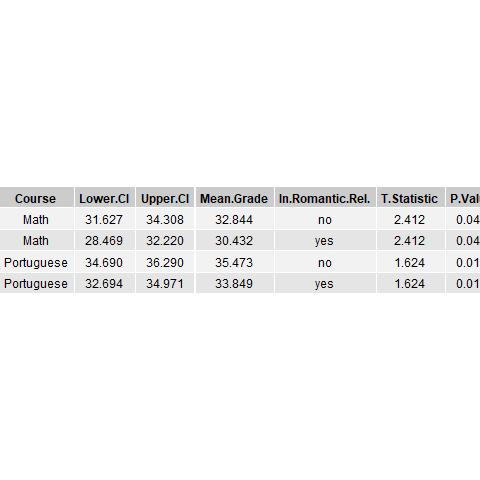 Course Lower.CI Upper.CI Mean.Grade In.Romantic.Rel. T.Statistic
Math 31.627 34.308 32.844 no 2.412 0.04
Math 28.469 32.220 30.432 yes 2.412 0.04
Portuguese 34.690 36.290 35.473 no 1.624 0.01
Portuguese 32.694 34.971 33.849 yes 1.624 0.01